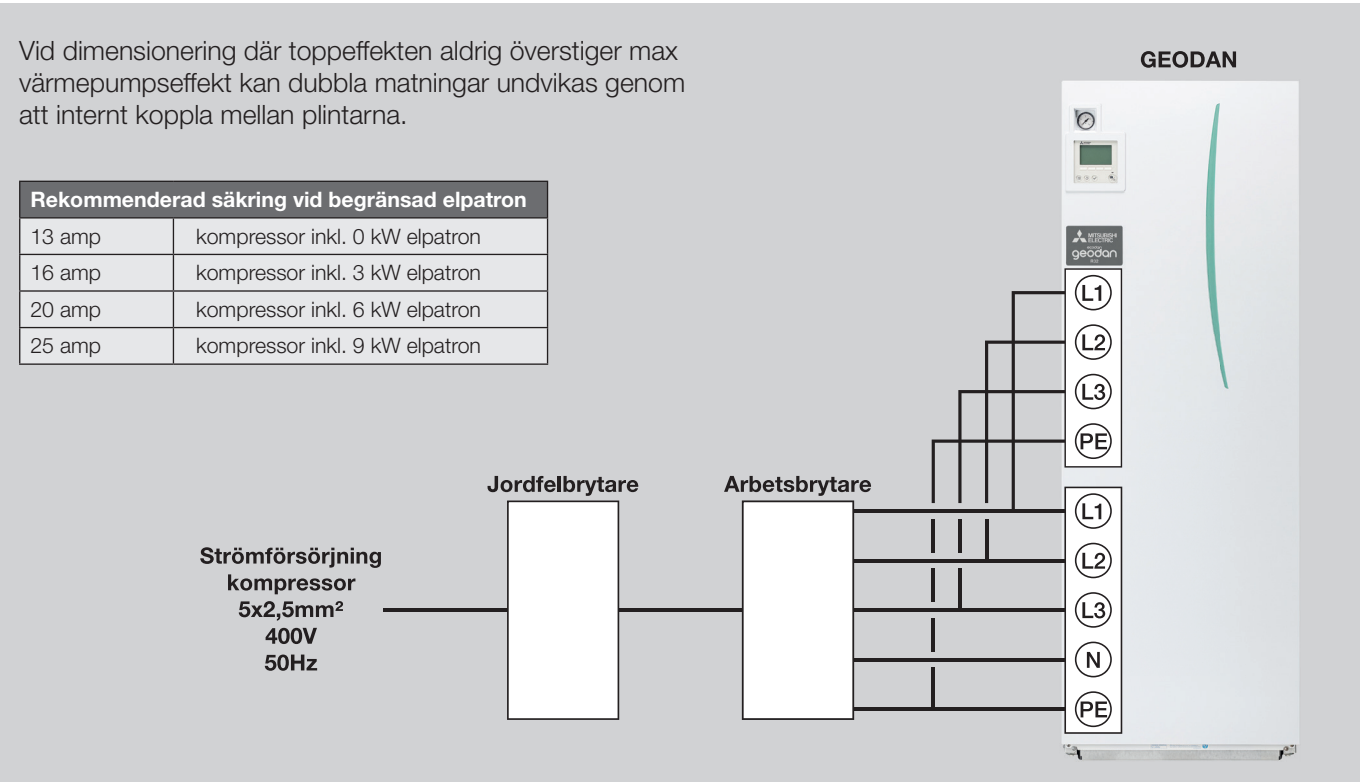 Vid dimensionering där toppeffekten aldrig överstiger max
värmepumpseffekt kan dubbla matningar undvikas genom
att internt koppla mellan plintarna.
Rekommenderad säkring vid begränsad elpatron
13 amp kompressor inkl. 0 kW elpatron
16 amp kompressor inkl. 3 kW elpatron
20 amp kompressor inkl. 6 kW elpatron
25 amp kompressor inkl. 9 kW elpatron
GEODAN
MITSUBISHI
ELECTRIC
geodan
L1
L2
L3
PE
Jordfelbrytare
Arbetsbrytare
Strömförsörjning
kompressor
5x2,5mm²
400V
50Hz
L1
L2
L3
N
PE